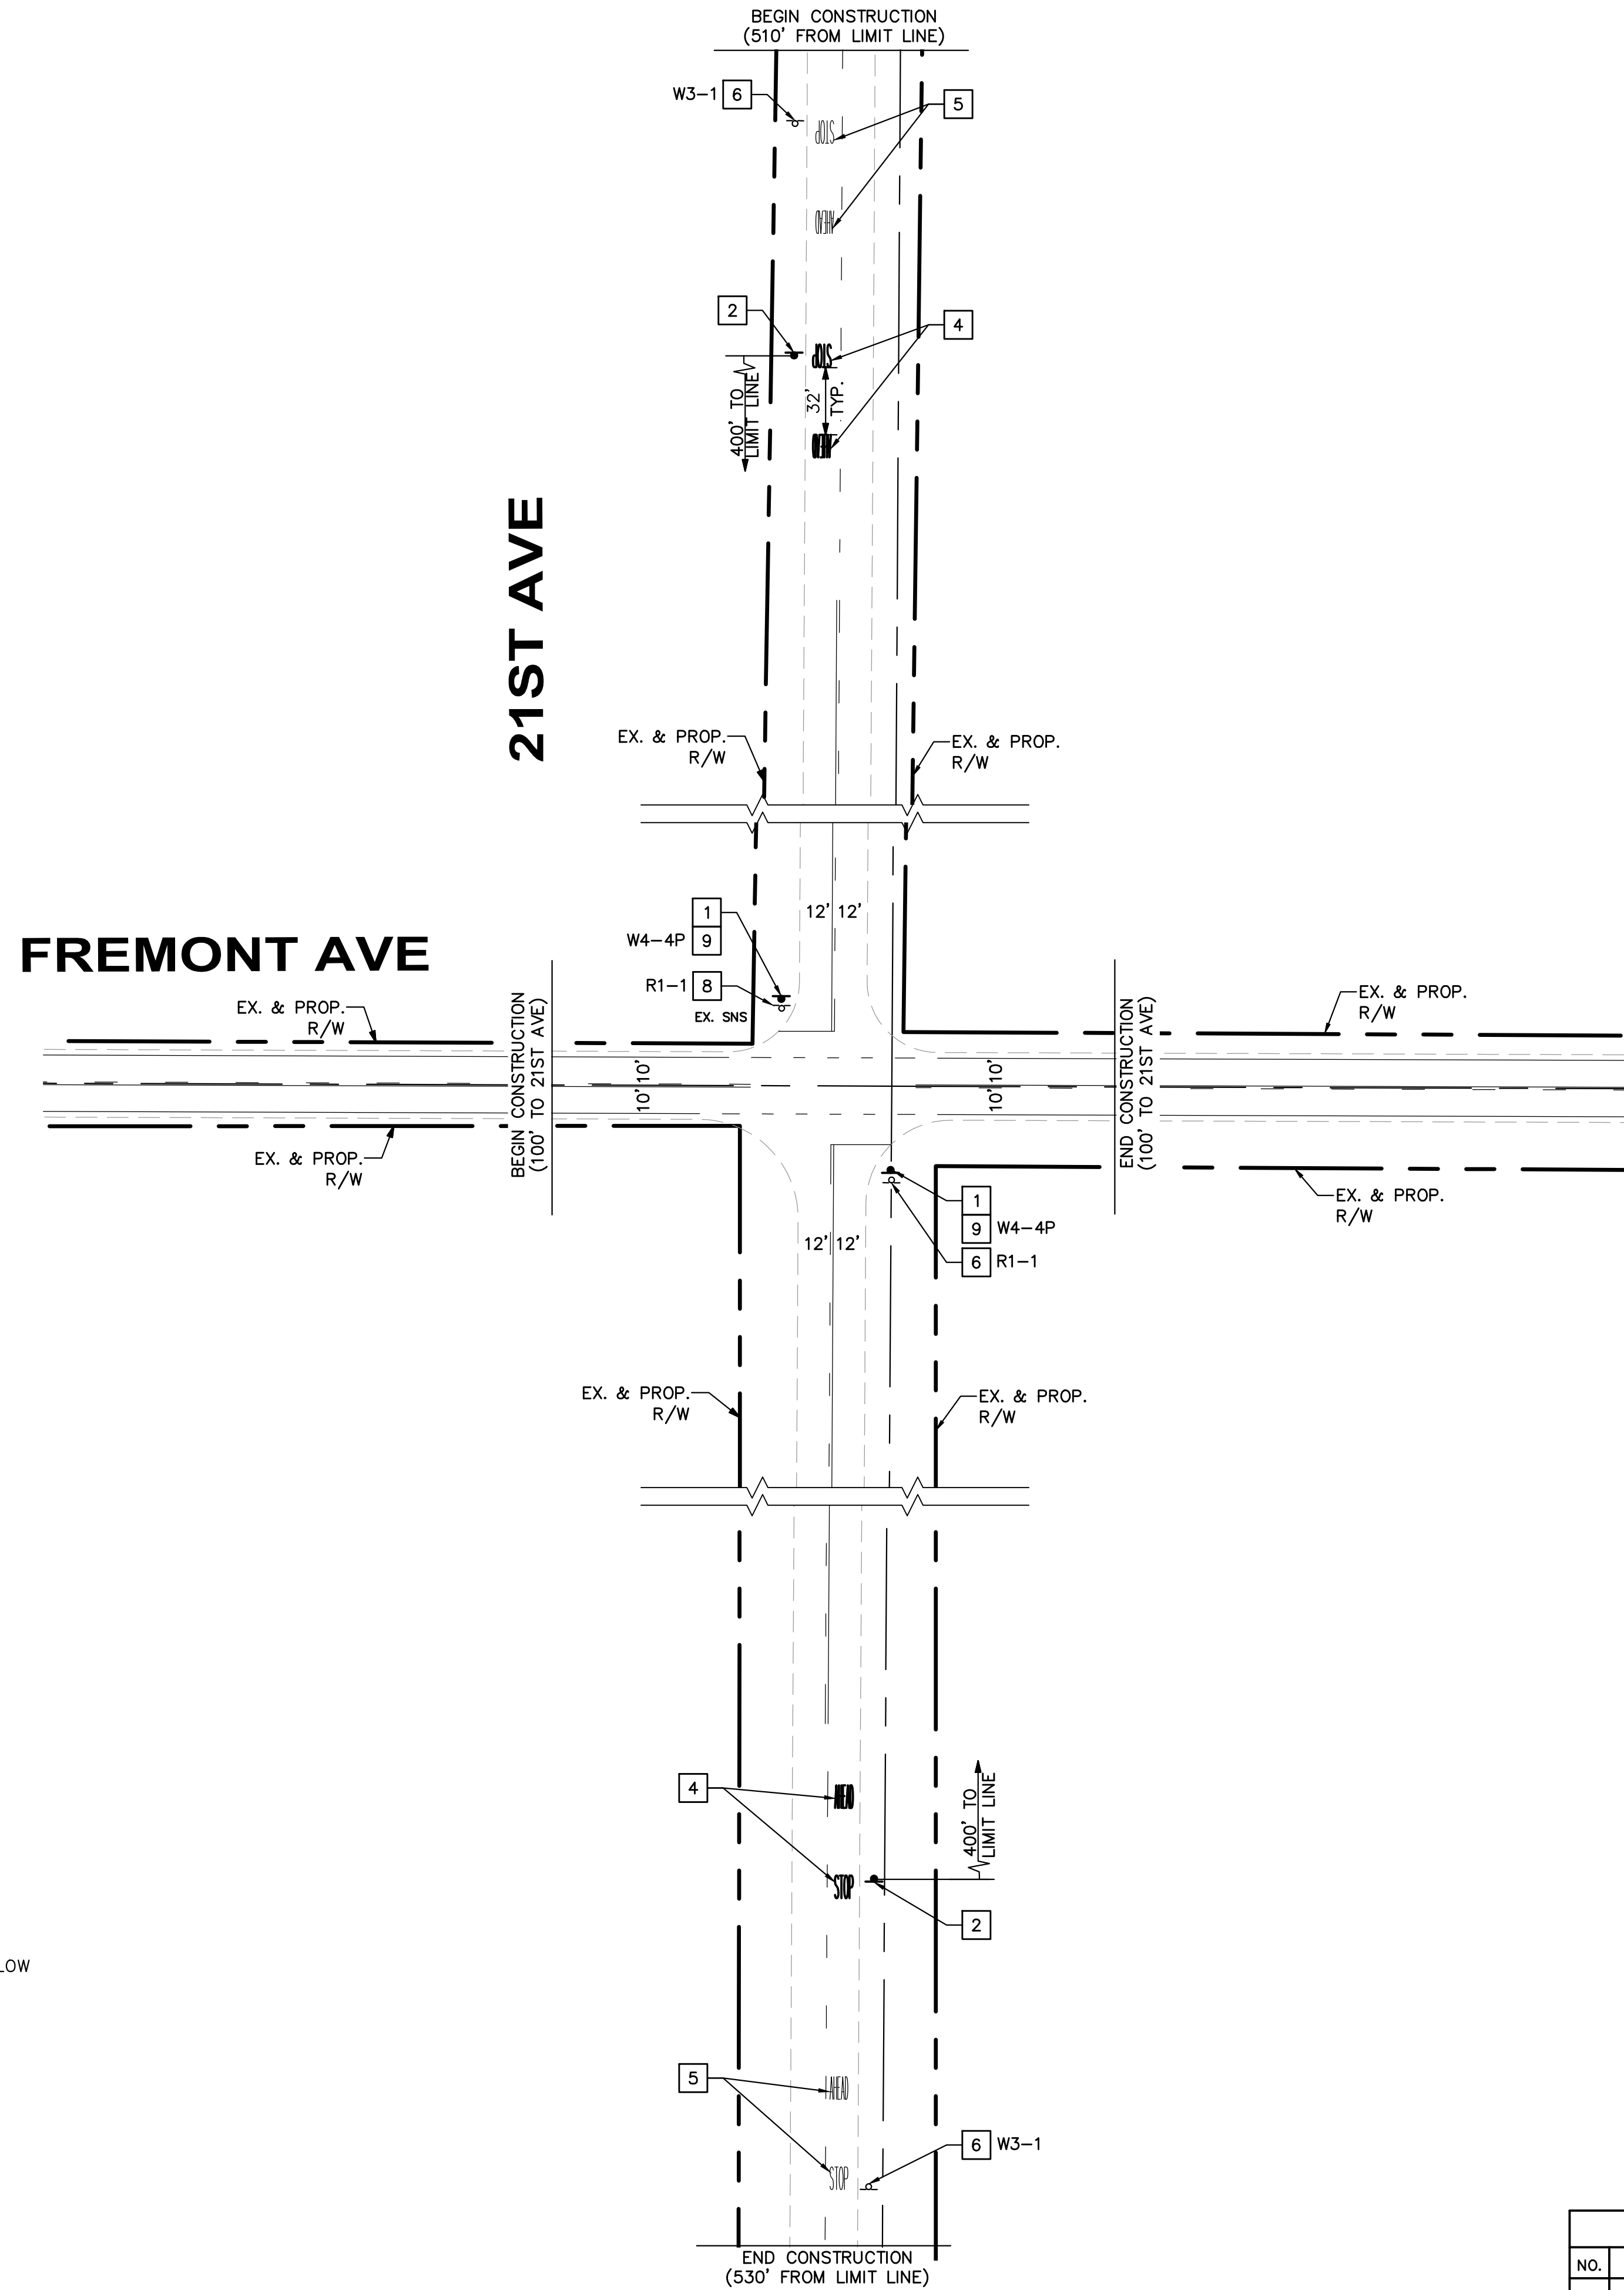 BEGIN CONSTRUCTION
(510' FROM LIMIT LINE)
W3-1 6
5
STOP
AHEAD
2
4
STOP
400' TO
LIMIT LINE
32'
TYP.
AHEAD
21ST AVE
EX. & PROP.
R/W
EX. & PROP.
R/W
1
12' 12'
W4-4P 9
FREMONT AVE
R1-1 8
EX. SNS
EX. & PROP.
R/W
EX. & PROP.
R/W
BEGIN CONSTRUCTION
(100' TO 21ST AVE)
10' 10'
10' 10'
END CONSTRUCTION
(100' TO 21ST AVE)
EX. & PROP.
R/W
EX. & PROP.
R/W
1
9 W4-4P
12' 12'
6 R1-1
EX. & PROP.
R/W
EX. & PROP.
R/W
4
AHEAD
400' TO
LIMIT LINE
STOP
2
LOW
5
AHEAD
6 W3-1
STOP
END CONSTRUCTION
(530' FROM LIMIT LINE)
NO.